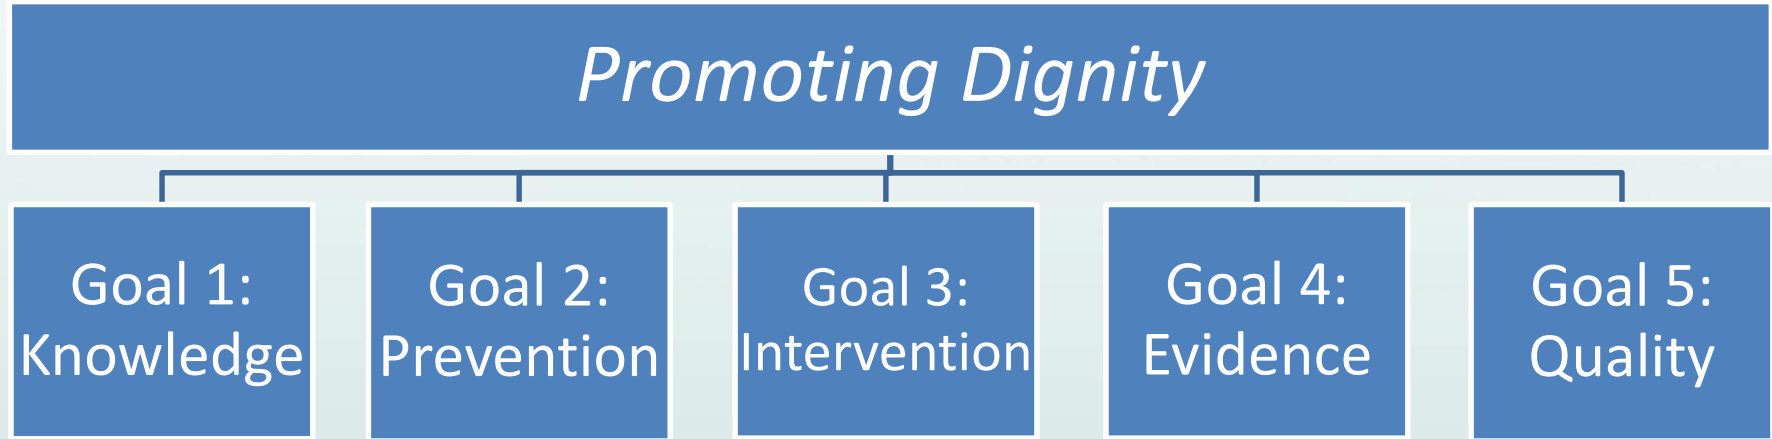 Promoting Dignity
Goal 1:
Knowledge
Goal 2:
Prevention
Goal 3:
Intervention
Goal 4:
Evidence
Goal 5:
Quality